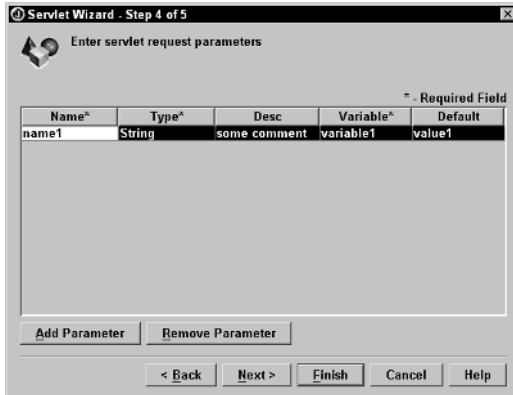 Servlet Wizard - Step 4 of 5
Enter servlet request parameters
* - Required Field
Name* Type* Desc Variable* Default
name1 String some comment variable1 value1
Add Parameter Remove Parameter
< Back Next > Finish Cancel Help